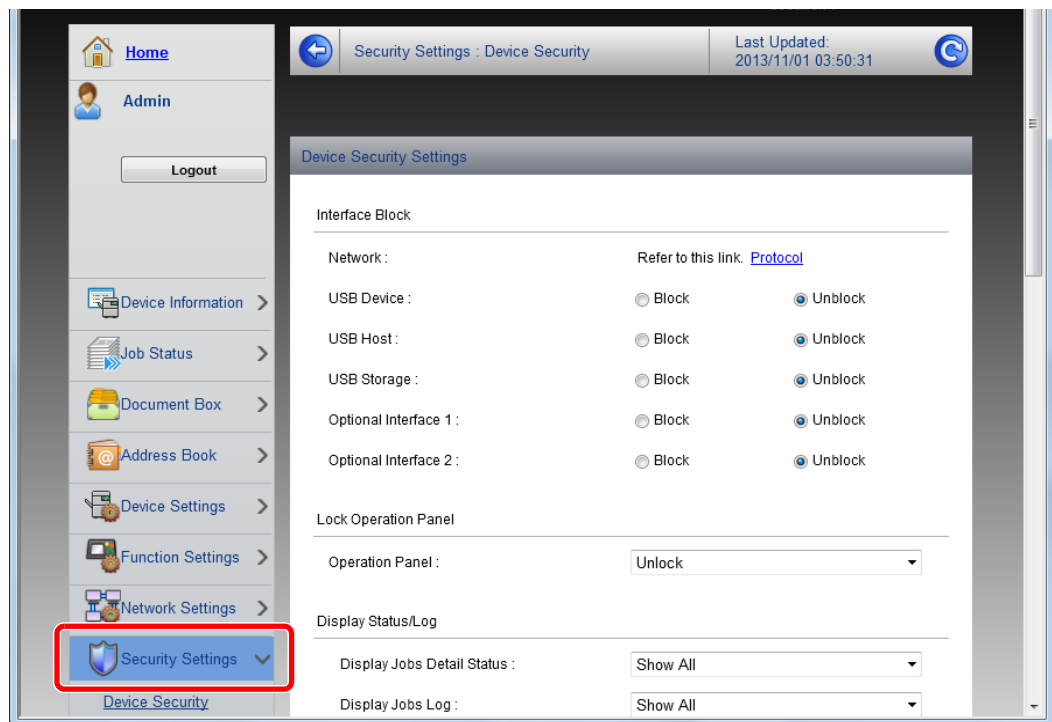 Home
Admin
Logout
Device Information
Job Status
Document Box
Address Book
Device Settings
Function Settings
Network Settings
Security Settings
Device Security
Security Settings : Device Security
Last Updated:
2013/11/01 03:50:31
Device Security Settings
Interface Block
Network : Refer to this link. Protocol
USB Device : Block Unblock
USB Host : Block Unblock
USB Storage : Block Unblock
Optional Interface 1 : Block Unblock
Optional Interface 2 : Block Unblock
Lock Operation Panel
Operation Panel : Unlock
Display Status/Log
Display Jobs Detail Status : Show All
Display Jobs Log : Show All